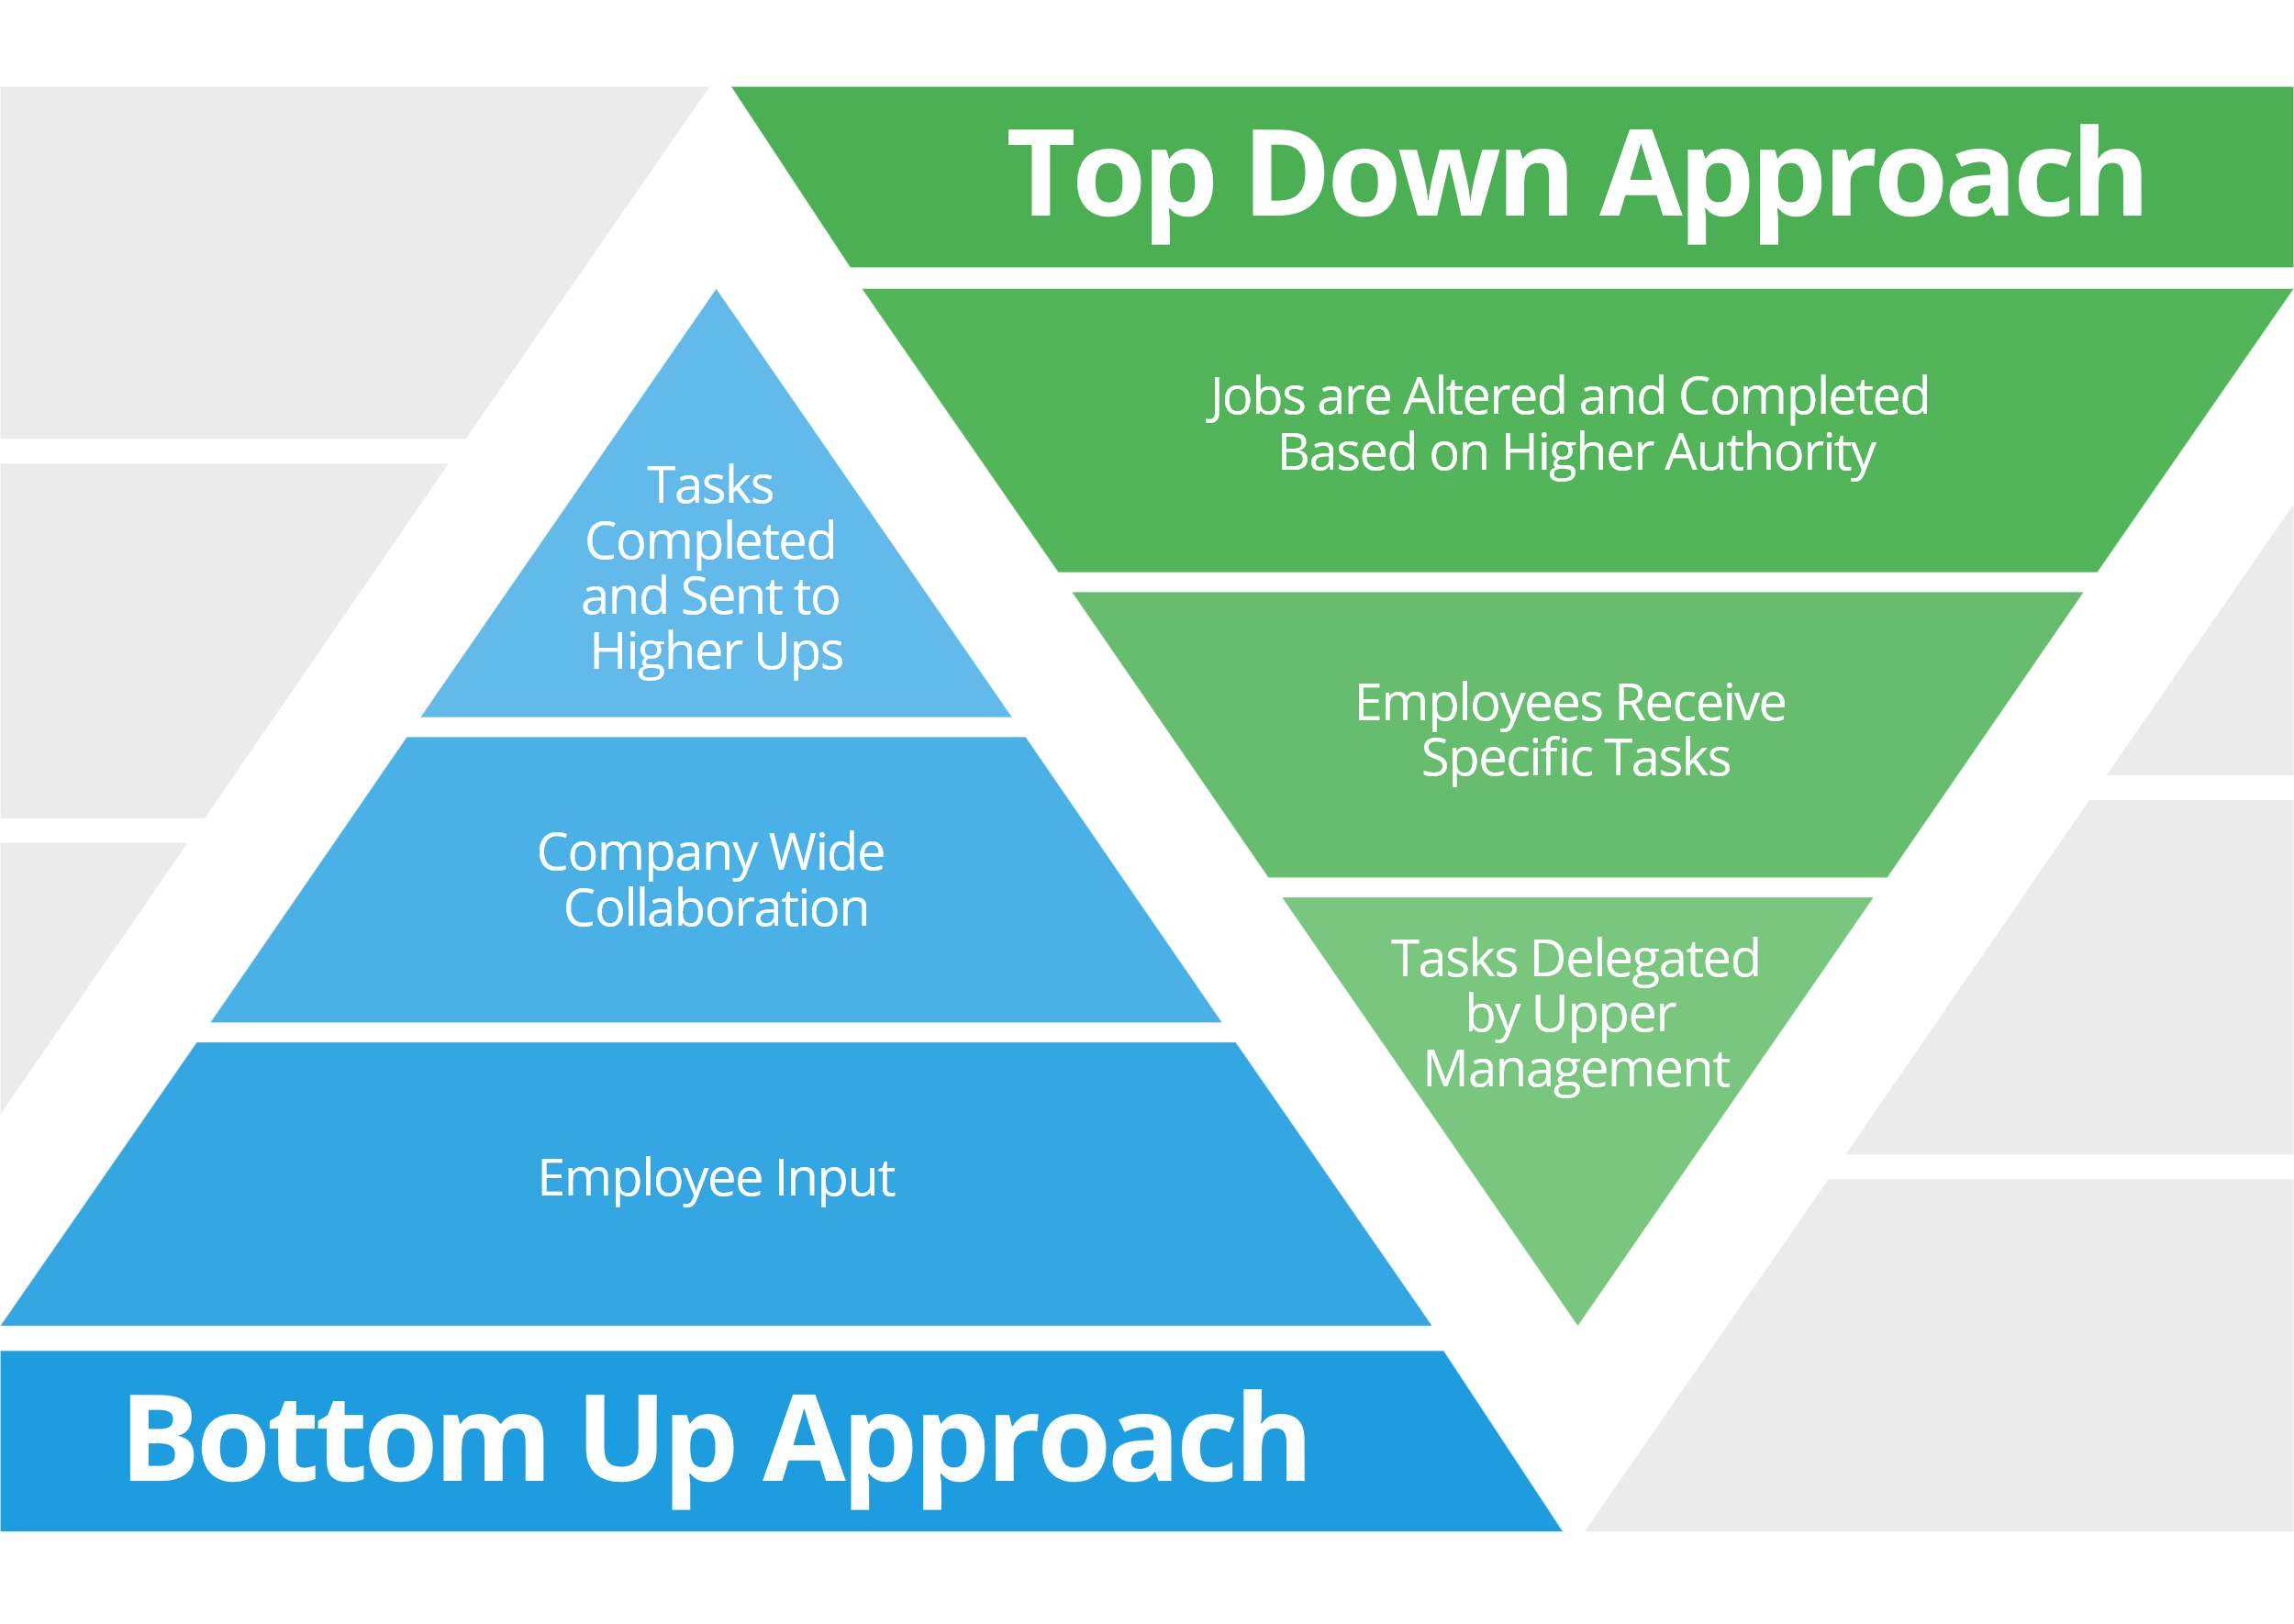 Top Down Approach
Jobs are Altered and Completed
Based on Higher Authority
Employees Receive
Specific Tasks
Tasks Delegated
by Upper
Management
Tasks
Completed
and Sent to
Higher Ups
Company Wide
Collaboration
Employee Input
Bottom Up Approach